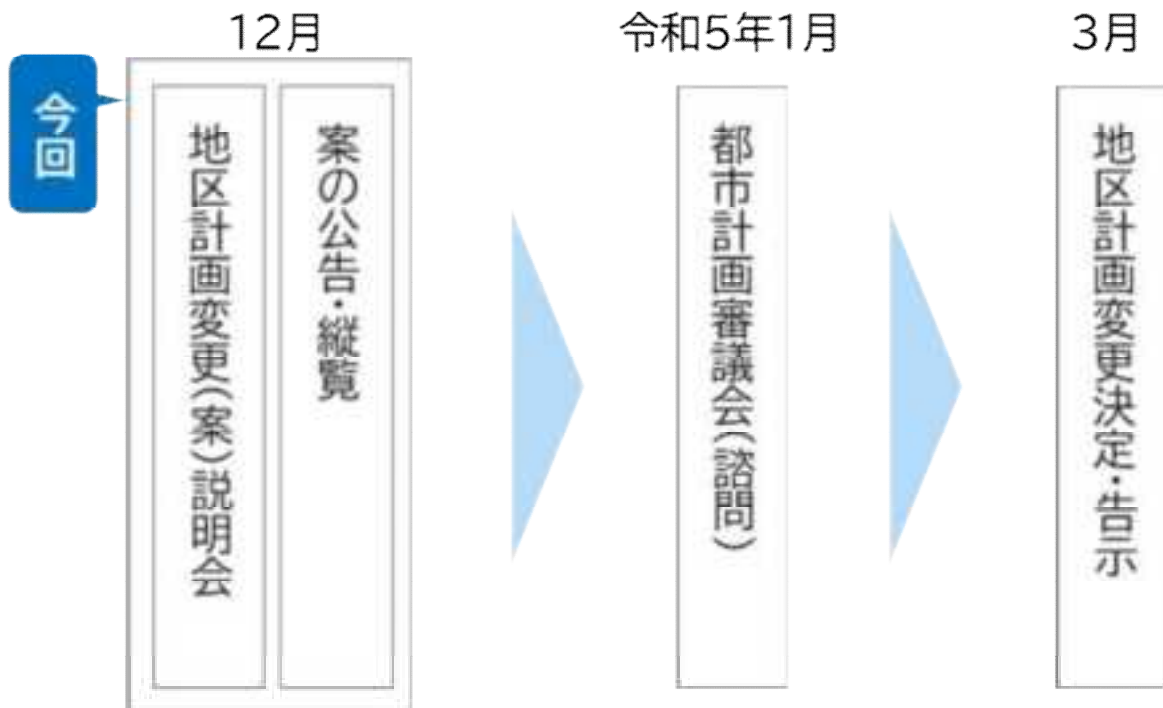 12月
令和5年1月
3月
今回
地区計画変更(案)説明会
案の公告・縦覧
都市計画審議会(諮問)
地区計画変更決定・告示